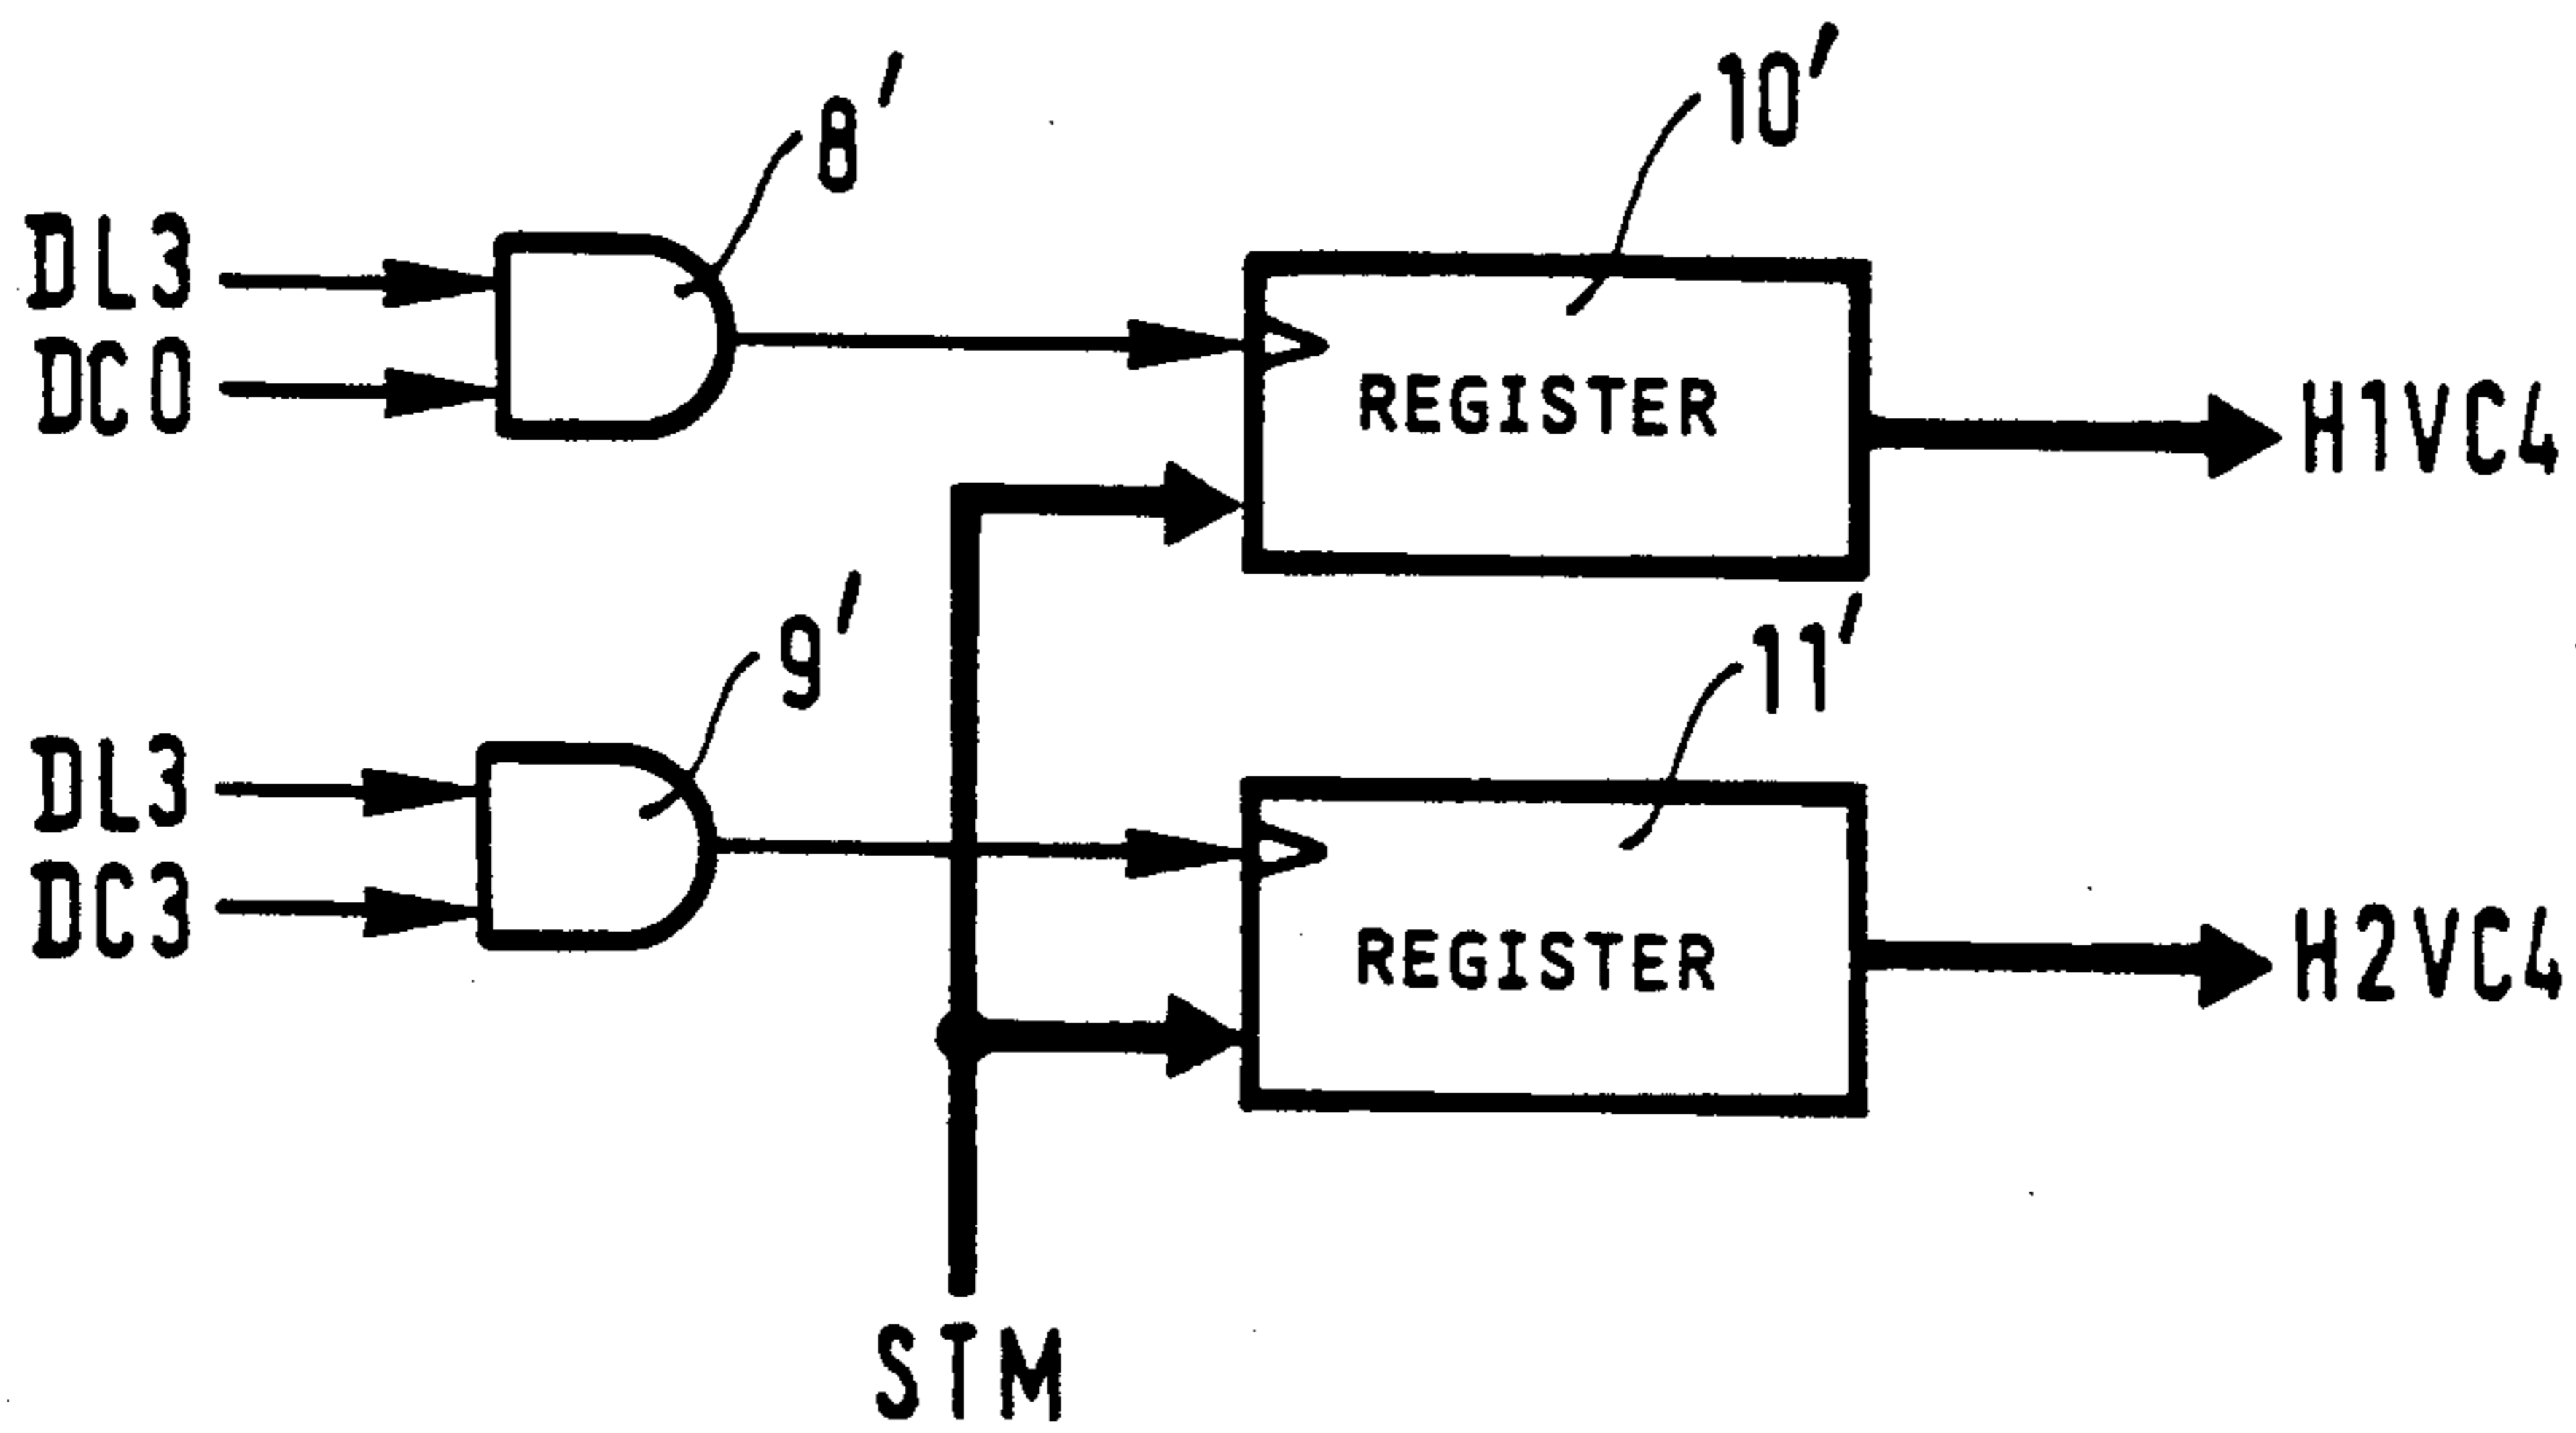 8'
10'
DL3
DC0
REGISTER
H1VC4
9'
11'
DL3
DC3
REGISTER
H2VC4
STM